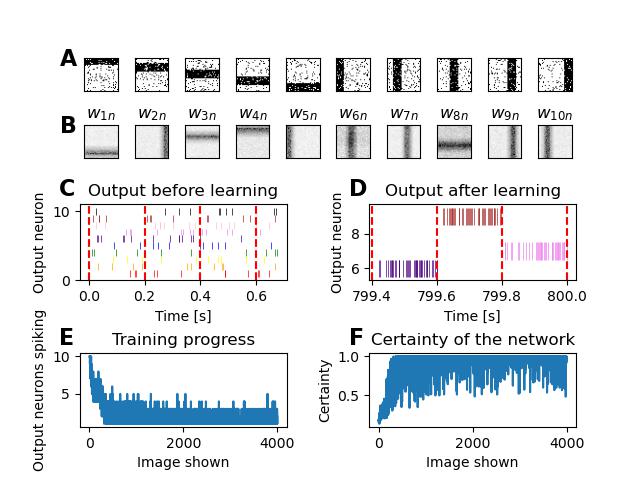 A
w1n w2n w3n w4n w5n w6n w7n w8n w9n w10n
B
C Output before learning
D Output after learning
Output neuron
10
0
0.0 0.2 0.4 0.6
Time [s]
Output neuron
8
6
799.4 799.6 799.8 800.0
Time [s]
E Training progress
F Certainty of the network
Output neurons spiking
10
5
0 2000 4000
Image shown
Certainty
1.0
0.5
0 2000 4000
Image shown